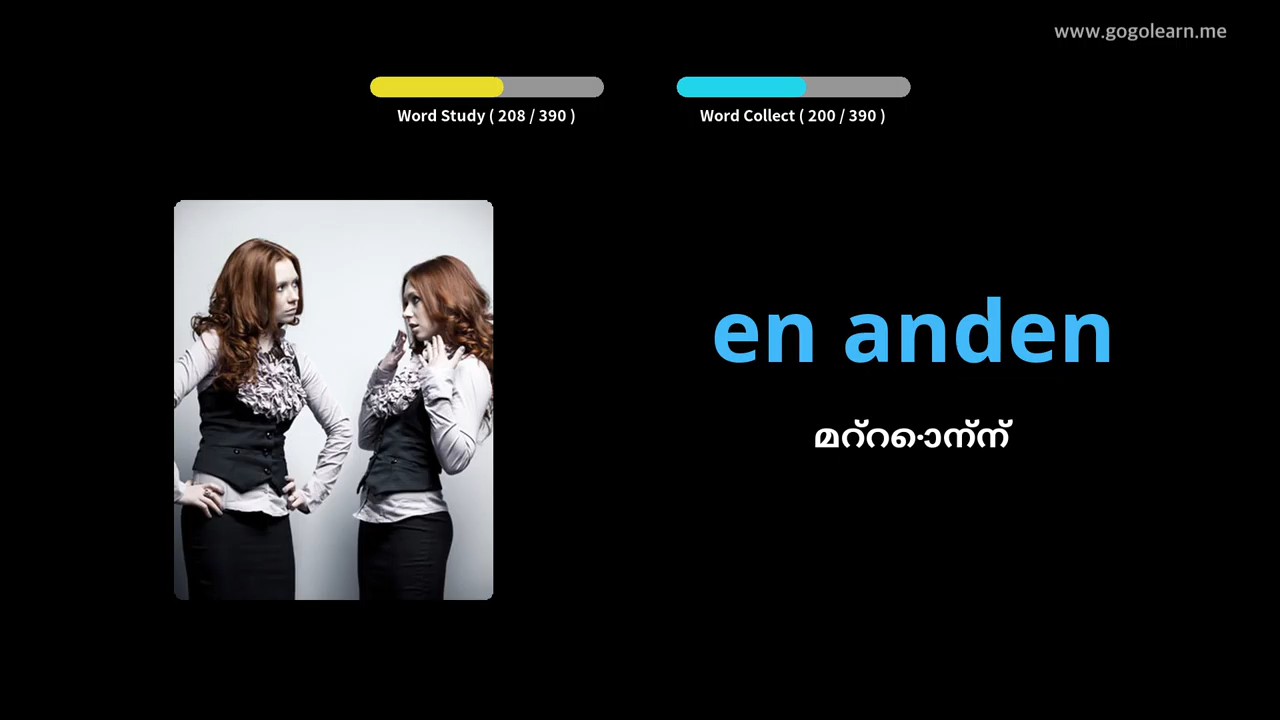 www.gogolearn.me
Word Study ( 208 / 390 )
Word Collect ( 200 / 390 )
en anden
മറ്റൊന്ന്